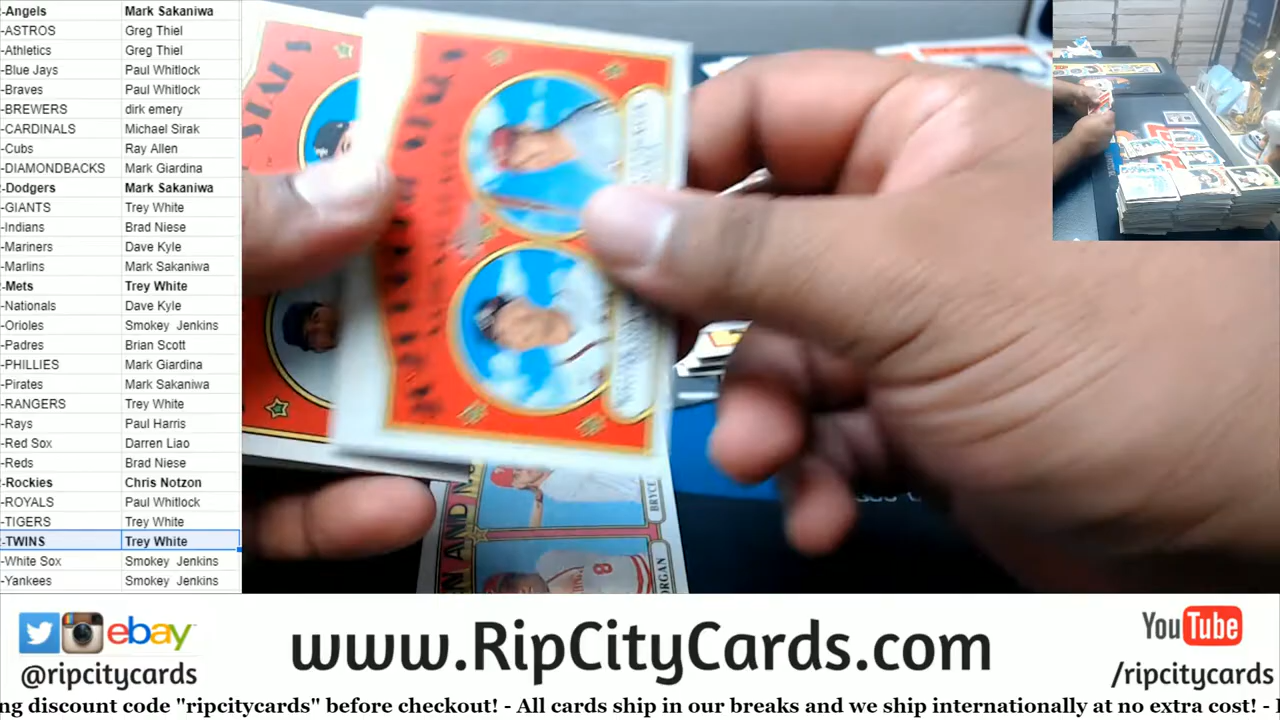 -Angels Mark Sakaniwa
-ASTROS Greg Thiel
-Athletics Greg Thiel
-Blue Jays Paul Whitlock
-Braves Paul Whitlock
-BREWERS dirk emery
-CARDINALS Michael Sirak
-Cubs Ray Allen
-DIAMONDBACKS Mark Giardina
-Dodgers Mark Sakaniwa
-GIANTS Trey White
-Indians Brad Niese
-Mariners Dave Kyle
-Marlins Mark Sakaniwa
-Mets Trey White
-Nationals Dave Kyle
-Orioles Smokey Jenkins
-Padres Brian Scott
-PHILLIES Mark Giardina
-Pirates Mark Sakaniwa
-RANGERS Trey White
-Rays Paul Harris
-Red Sox Darren Liao
-Reds Brad Niese
-Rockies Chris Notzon
-ROYALS Paul Whitlock
-TIGERS Trey White
-TWINS Trey White
-White Sox Smokey Jenkins
-Yankees Smokey Jenkins
BRYCE
8
ebay
@ripcitycards
www.RipCityCards.com
YouTube
/ripcitycards
ng discount code "ripcitycards" before checkout! - All cards ship in our breaks and we ship internationally at no extra cost! -